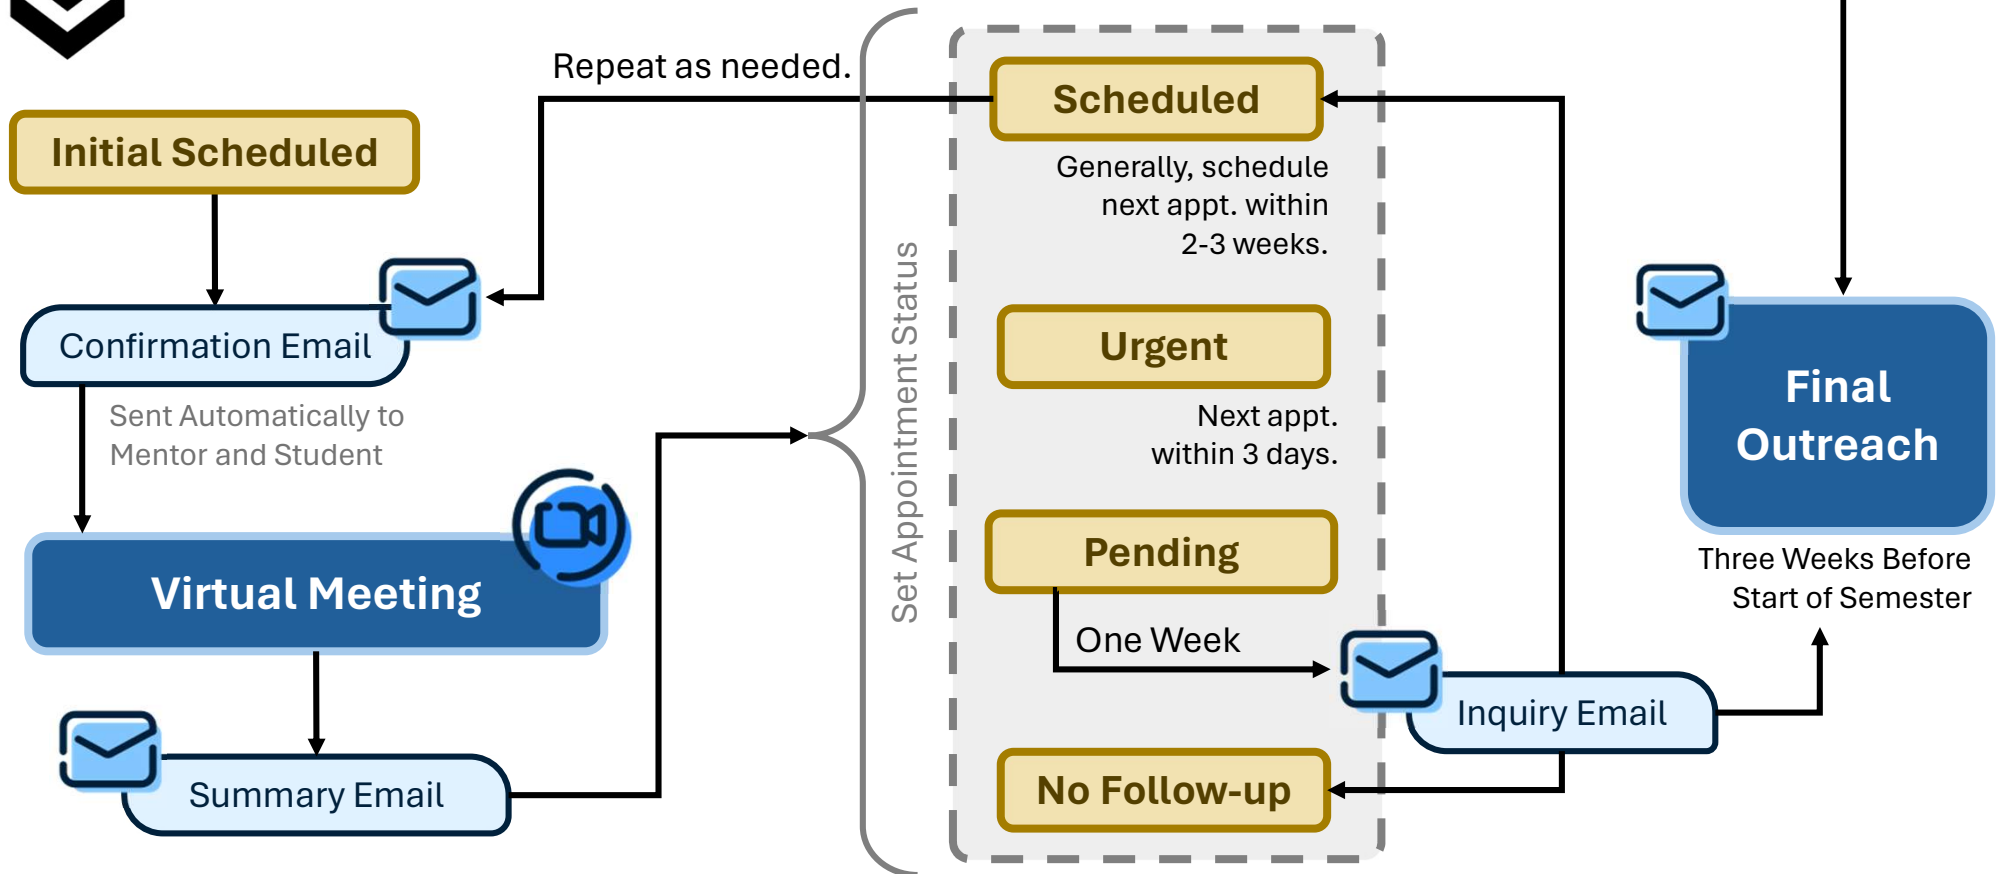 Repeat as needed.
Initial Scheduled
Confirmation Email
Sent Automatically to
Mentor and Student
Virtual Meeting
Summary Email
Set Appointment Status
Scheduled
Generally, schedule
next appt. within
2-3 weeks.
Urgent
Next appt.
within 3 days.
Pending
One Week
Inquiry Email
No Follow-up
Final
Outreach
Three Weeks Before
Start of Semester